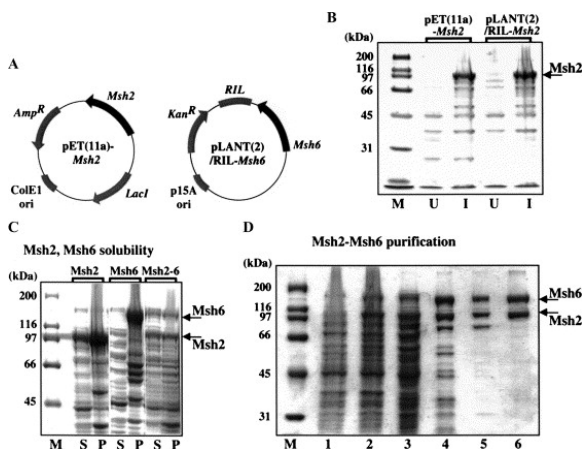 A
Amp^R
Msh2
pET(11a)-
Msh2
ColE1
ori
LacI
RIL
Kan^R
pLANT(2)
/RIL-Msh6
Msh6
p15A
ori
B
pET(11a)
-Msh2
pLANT(2)
/RIL-Msh2
(kDa)
200
116
97
66
45
31
Msh2
M U I U I
C
Msh2, Msh6 solubility
(kDa)
Msh2 Msh6 Msh2-6
200
116
97
66
45
Msh6
Msh2
M S P S P S P
D
Msh2-Msh6 purification
(kDa)
200
116
97
66
45
31
Msh6
Msh2
M 1 2 3 4 5 6